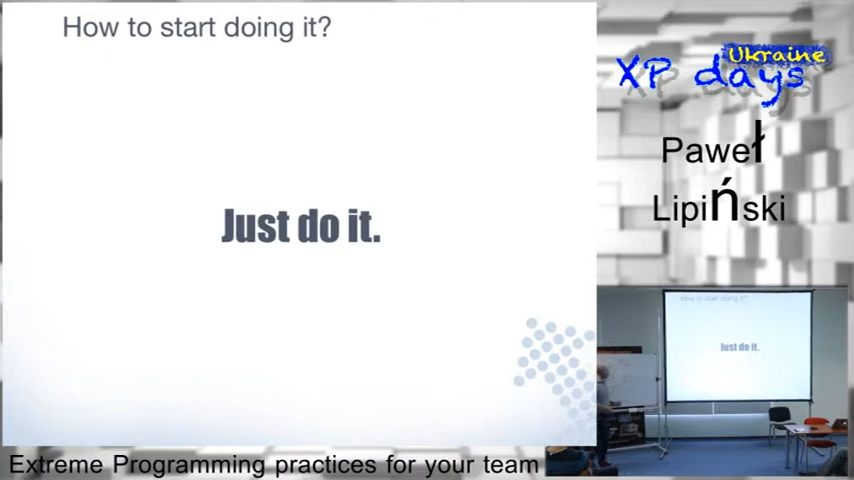 How to start doing it?
Just do it.
Ukraine
XP days
Paweł
Lipiński
How to start doing it?
Just do it.
Extreme Programming practices for your team